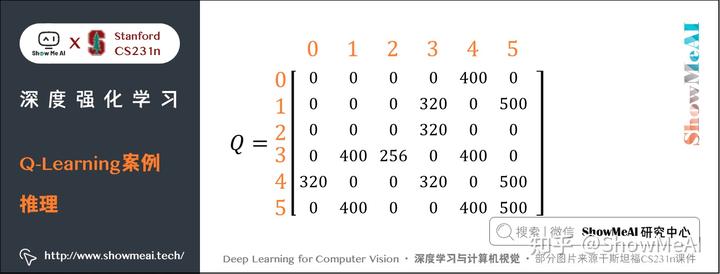 Show Me AI X Stanford CS231n
深度强化学习
Q-Learning案例
推理
http://www.showmeai.tech/
0 1 2 3 4 5
0 0 0 0 0 400 0
1 0 0 0 320 0 500
2 0 0 0 320 0 0
Q = 3 0 400 256 0 400 0
4 320 0 0 320 0 500
5 0 400 0 0 400 500
ShowMeAI
搜索 | 微信 ShowMeAI 研究中心
知乎 @ShowMeAI
Deep Learning for Computer Vision · 深度学习与计算机视觉 · 部分图片来源于斯坦福CS231n课件